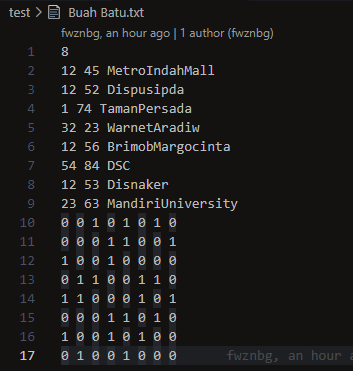 test > Buah Batu.txt
fwznbg, an hour ago | 1 author (fwznbg)
1 8
2 12 45 MetroIndahMall
3 12 52 Dispusipda
4 1 74 TamanPersada
5 32 23 WarnetAradiw
6 12 56 BrimobMargocinta
7 54 84 DSC
8 12 53 Disnaker
9 23 63 MandiriUniversity
10 0 0 1 0 1 0 1 0
11 0 0 0 1 1 0 0 1
12 1 0 0 1 0 0 0 0
13 0 1 1 0 0 1 1 0
14 1 1 0 0 0 1 0 1
15 0 0 0 1 1 0 1 0
16 1 0 0 1 0 1 0 0
17 0 1 0 0 1 0 0 0 fwznbg, an hour a